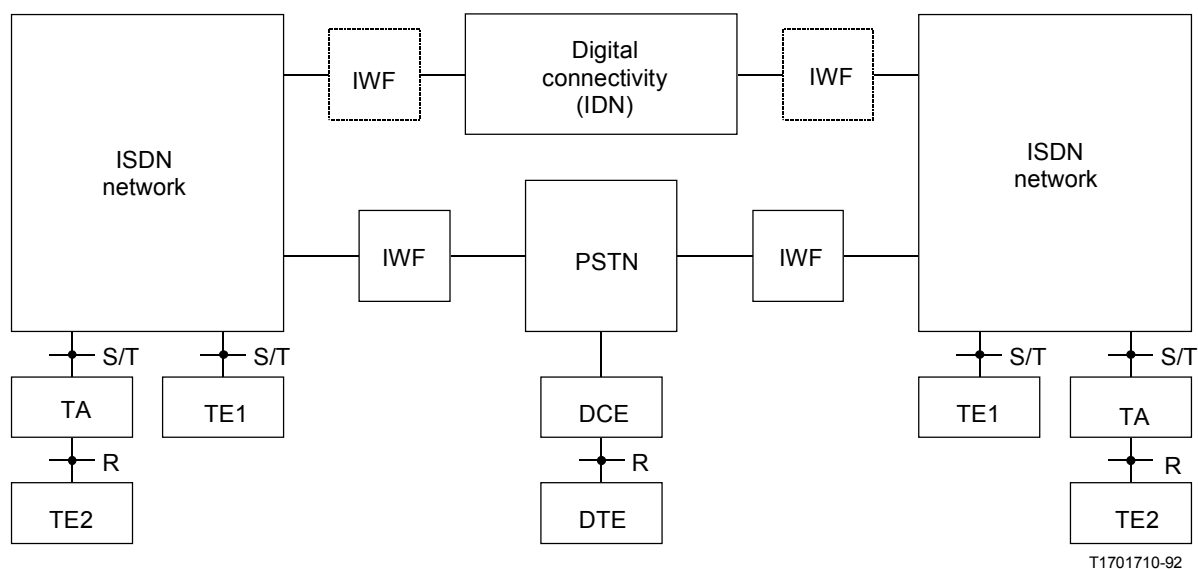 IWF
Digital
connectivity
(IDN)
IWF
ISDN
network
ISDN
network
IWF
PSTN
IWF
S/T
S/T
S/T
S/T
TA
TE1
DCE
TE1
TA
R
R
R
TE2
DTE
TE2
T1701710-92